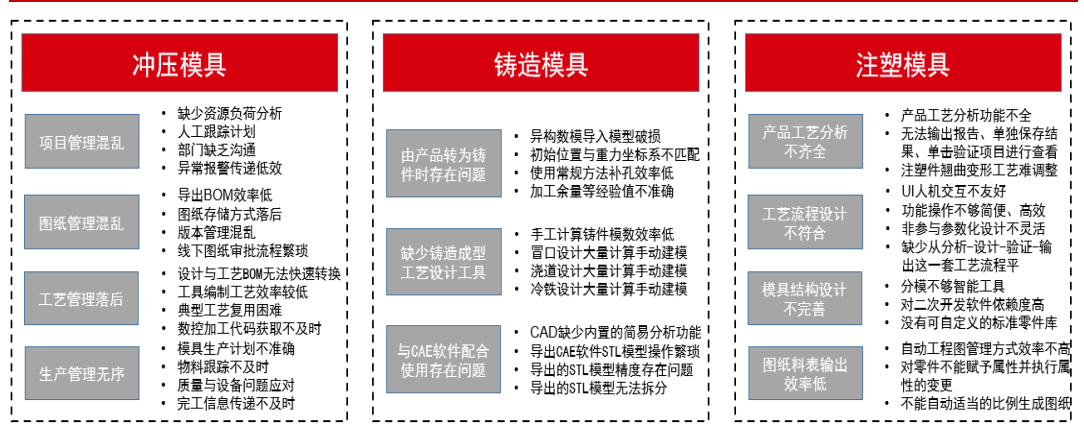 冲压模具
项目管理混乱
• 缺少资源负荷分析
• 人工跟踪计划
• 部门缺乏沟通
• 异常报警传递低效
图纸管理混乱
• 导出BOM效率低
• 图纸存储方式落后
• 版本管理混乱
• 线下图纸审批流程繁琐
工艺管理落后
• 设计与工艺BOM无法快速转换
• 工具编制工艺效率较低
• 典型工艺复用困难
• 数控加工代码获取不及时
生产管理无序
• 模具生产计划不准确
• 物料跟踪不及时
• 质量与设备问题应对
• 完工信息传递不及时
铸造模具
由产品转为铸
件时存在问题
• 异构数模导入模型破损
• 初始位置与重力坐标系不匹配
• 使用常规方法补孔效率低
• 加工余量等经验值不准确
缺少铸造成型
工艺设计工具
• 手工计算铸件模数效率低
• 冒口设计大量计算手动建模
• 浇道设计大量计算手动建模
• 冷铁设计大量计算手动建模
与CAE软件配合
使用存在问题
• CAD缺少内置的简易分析功能
• 导出CAE软件STL模型操作繁琐
• 导出的STL模型精度存在问题
• 导出的STL模型无法拆分
注塑模具
产品工艺分析
不齐全
• 产品工艺分析功能不全
• 无法输出报告、单独保存结
果、单击验证项目进行查看
• 注塑件翘曲变形工艺难调整
工艺流程设计
不符合
• UI人机交互不友好
• 功能操作不够简便、高效
• 非参与参数化设计不灵活
• 缺少从分析-设计-验证-输
出这一套工艺流程平
模具结构设计
不完善
• 分模不够智能工具
• 对二次开发软件依赖度高
• 没有可自定义的标准零件库
图纸料表输出
效率低
• 自动工程图管理方式效率不高
• 对零件不能赋予属性并执行属
性的变更
• 不能自动适当的比例生成图纸